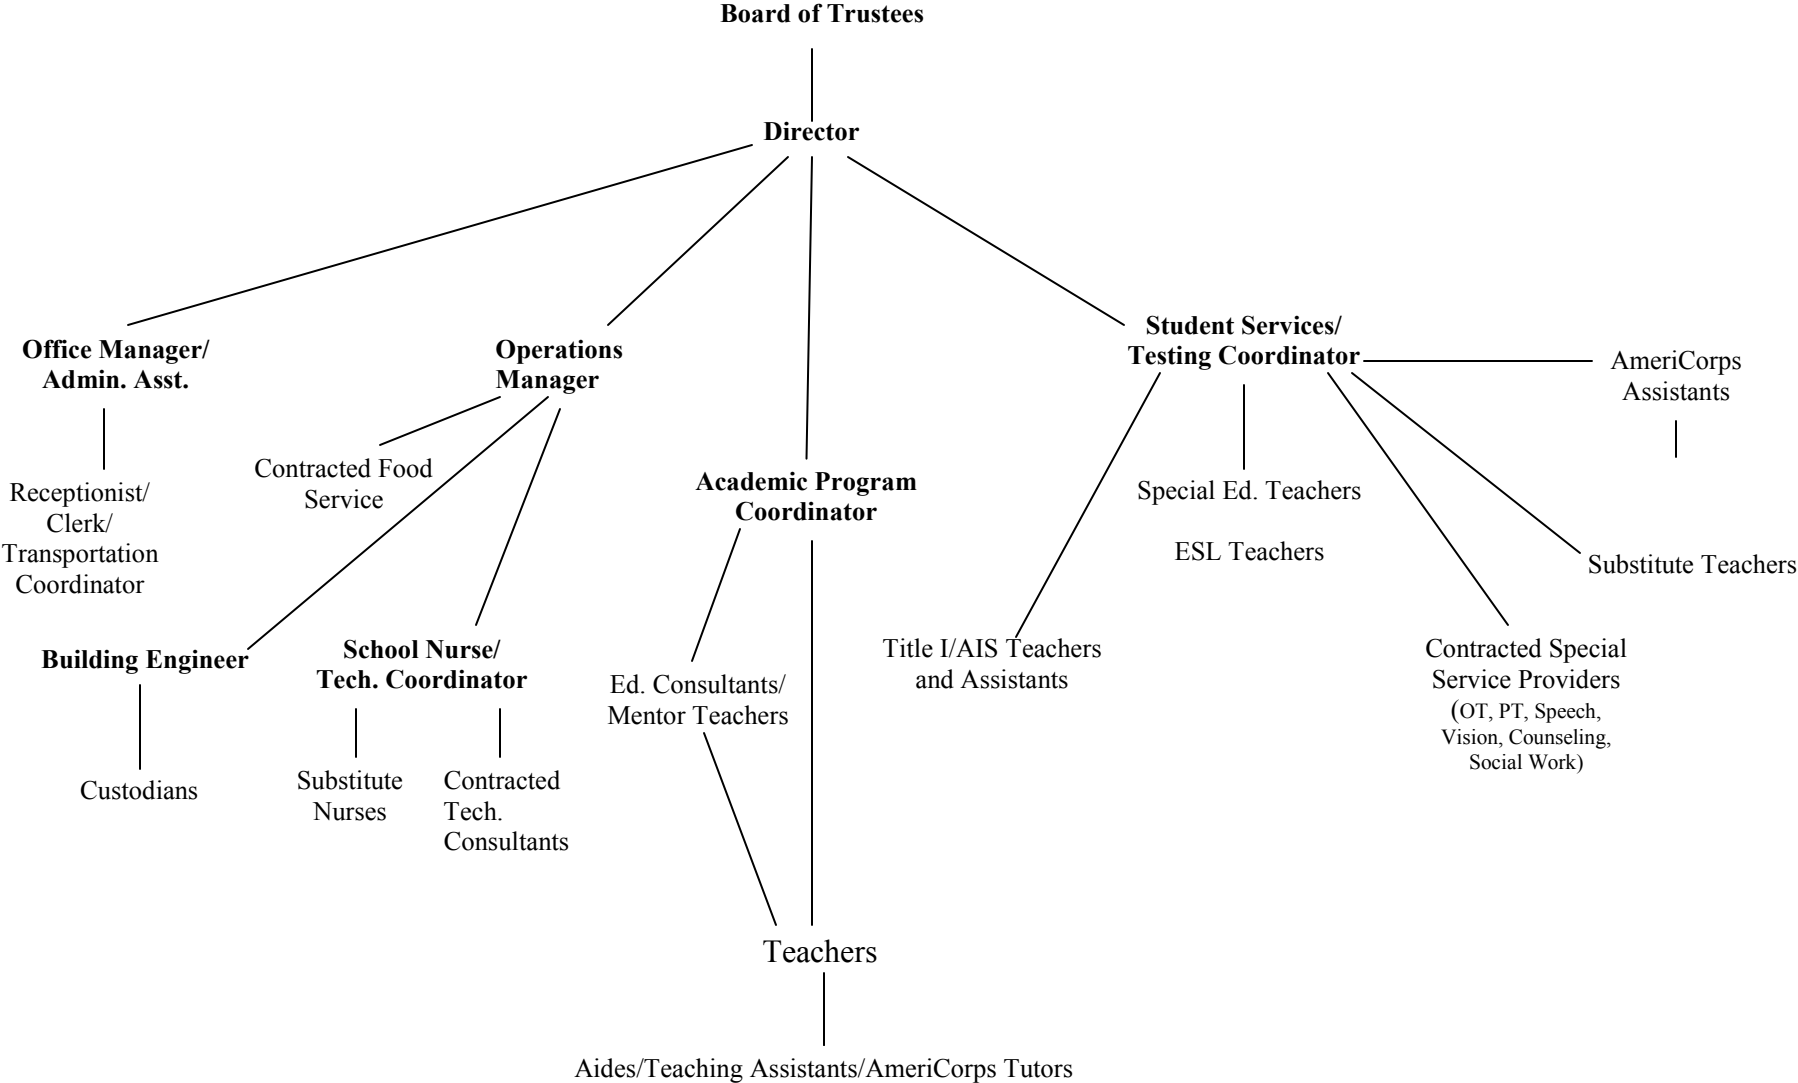 Board of Trustees
Director
Office Manager/
Admin. Asst.
Operations
Manager
Student Services/
Testing Coordinator
AmeriCorps
Assistants
Receptionist/
Clerk/
Transportation
Coordinator
Contracted Food
Service
Academic Program
Coordinator
Special Ed. Teachers
ESL Teachers
Substitute Teachers
Building Engineer
School Nurse/
Tech. Coordinator
Ed. Consultants/
Mentor Teachers
Title I/AIS Teachers
and Assistants
Contracted Special
Service Providers
(OT, PT, Speech,
Vision, Counseling,
Social Work)
Custodians
Substitute
Nurses
Contracted
Tech.
Consultants
Teachers
Aides/Teaching Assistants/AmeriCorps Tutors